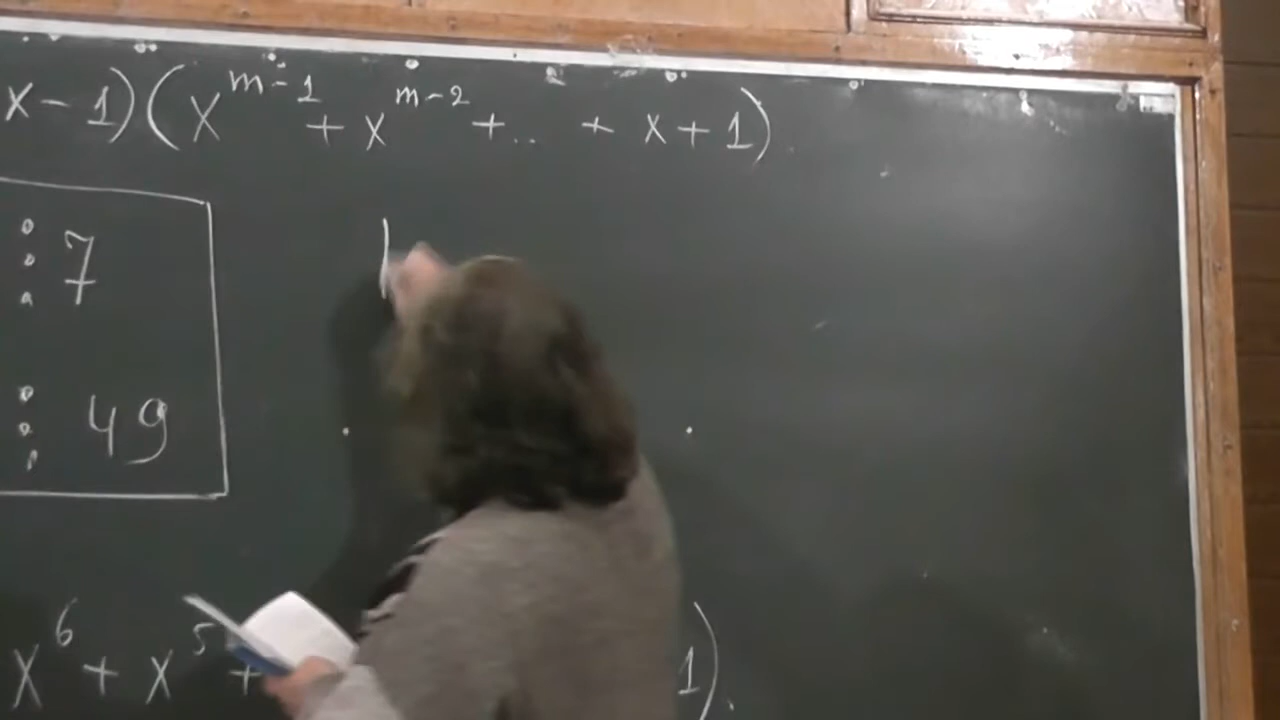 x - 1)(x^{m-1} + x^{m-2} + .. + x + 1)
⋮ 7
⋮ 49
x^6 + x^5 + 1).